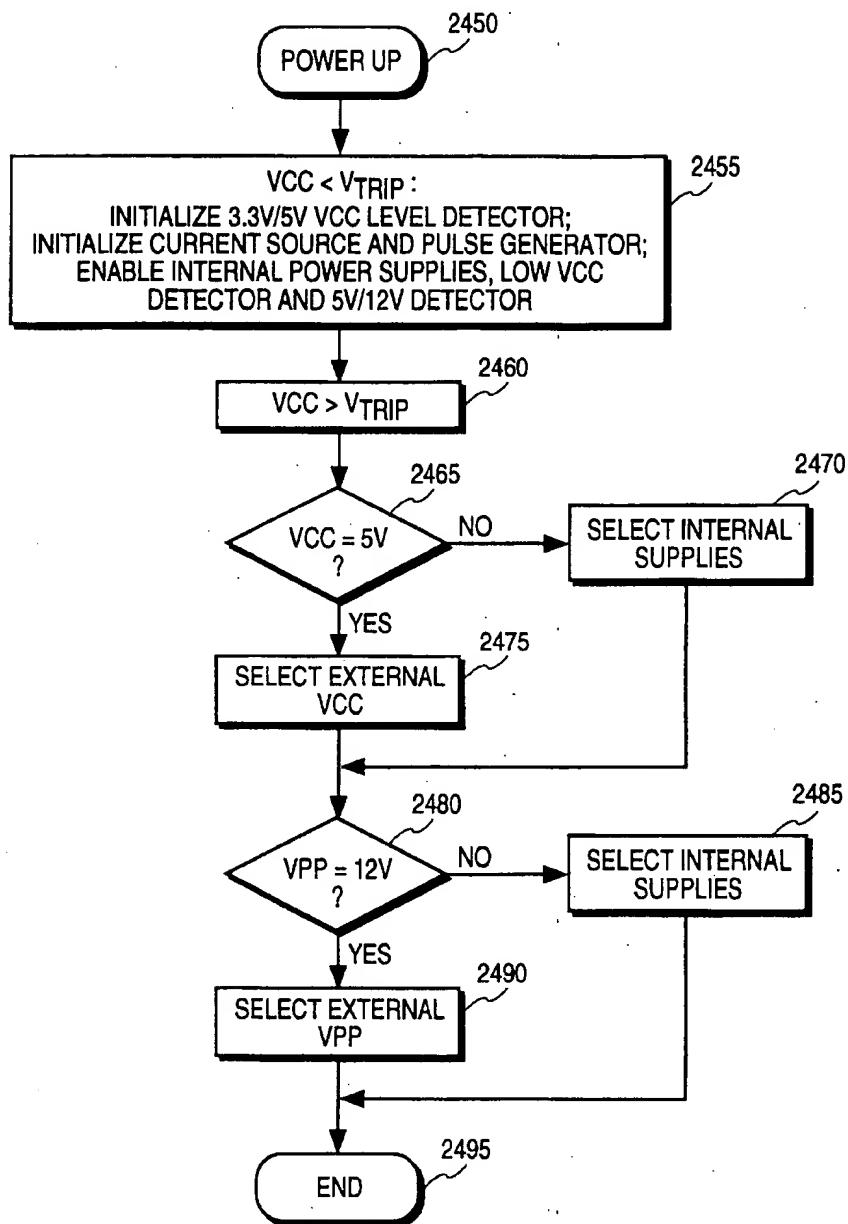 2450
POWER UP
2455
VCC < VTRIP :
INITIALIZE 3.3V/5V VCC LEVEL DETECTOR;
INITIALIZE CURRENT SOURCE AND PULSE GENERATOR;
ENABLE INTERNAL POWER SUPPLIES, LOW VCC
DETECTOR AND 5V/12V DETECTOR
2460
VCC > VTRIP
2465
VCC = 5V
?
NO
2470
SELECT INTERNAL
SUPPLIES
YES
2475
SELECT EXTERNAL
VCC
2480
VPP = 12V
?
NO
2485
SELECT INTERNAL
SUPPLIES
YES
2490
SELECT EXTERNAL
VPP
2495
END